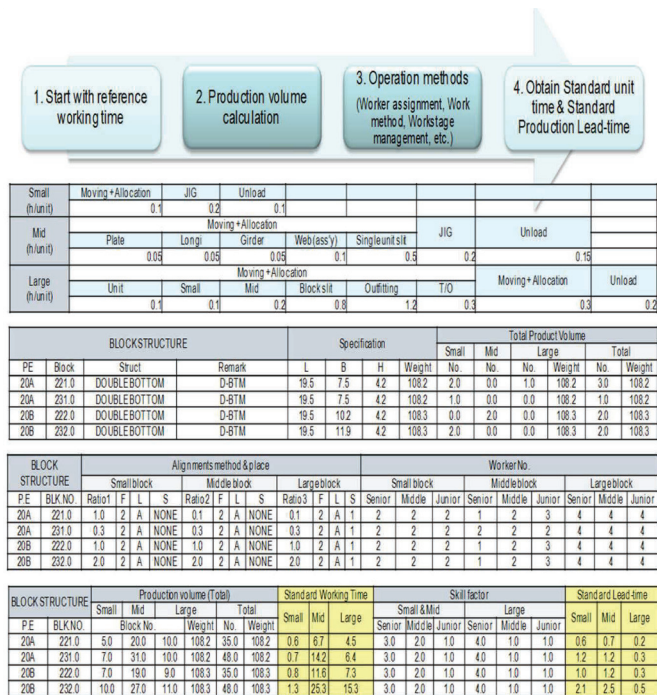 1. Start with reference
working time
2. Production volume
calculation
3. Operation methods
(Worker assignment, Work
method, Workstage
management, etc.)
4. Obtain Standard unit
time & Standard
Production Lead-time
Small (h/unit) Moving + Allocation JIG Unload
0.1 0.2 0.1
Mid (h/unit) Moving + Allocation JIG Unload
Plate Longi Girder Web(ass'y) Single unit slit
0.05 0.05 0.05 0.1 0.5 0.2 0.15
Large (h/unit) Moving + Allocation Moving + Allocation Unload
Unit Small Mid Block slit Outfitting T/O
0.1 0.1 0.2 0.8 1.2 0.3 0.3 0.2
BLOCK STRUCTURE Specification Total Product Volume
Small Mid Large Total
PE Block Struct Remark L B H Weight No. No. No. Weight No. Weight
20A 221.0 DOUBLE BOTTOM D-BTM 19.5 7.5 4.2 108.2 2.0 0.0 1.0 108.2 3.0 108.2
20A 231.0 DOUBLE BOTTOM D-BTM 19.5 7.5 4.2 108.2 1.0 0.0 0.0 108.2 1.0 108.2
20B 222.0 DOUBLE BOTTOM D-BTM 19.5 10.2 4.2 108.3 0.0 2.0 0.0 108.3 2.0 108.3
20B 232.0 DOUBLE BOTTOM D-BTM 19.5 11.9 4.2 108.3 2.0 0.0 0.0 108.3 2.0 108.3
BLOCK STRUCTURE Alignments method & place Worker No.
Small block Middle block Large block Small block Middle block Large block
P.E BLK.NO. Ratio1 F L S Ratio2 F L S Ratio3 F L S Senior Middle Junior Senior Middle Junior Senior Middle Junior
20A 221.0 1.0 2 A NONE 0.1 2 A NONE 0.1 2 A 1 2 2 2 1 2 3 4 4 4
20A 231.0 0.3 2 A NONE 0.3 2 A NONE 0.3 2 A 1 2 2 2 2 2 2 4 4 4
20B 222.0 1.0 2 A NONE 1.0 2 A NONE 1.0 2 A 1 2 2 2 1 2 3 4 4 4
20B 232.0 2.0 2 A NONE 2.0 2 A NONE 2.0 2 A 1 2 2 2 1 2 3 4 4 4
BLOCK STRUCTURE Production volume (Total) Standard Working Time Skill factor Standard Lead-time
Small Mid Large Total Small Mid Large Small & Mid Large Small Mid Large
P.E BLK.NO. Block No. Weight No. Weight Senior Middle Junior Senior Middle Junior
20A 221.0 5.0 20.0 10.0 108.2 35.0 108.2 0.6 6.7 4.5 3.0 2.0 1.0 4.0 1.0 1.0 0.6 0.7 0.2
20A 231.0 7.0 31.0 10.0 108.2 48.0 108.2 0.7 14.2 6.4 3.0 2.0 1.0 4.0 1.0 1.0 1.2 1.2 0.3
20B 222.0 7.0 19.0 9.0 108.3 35.0 108.3 0.8 11.6 7.3 3.0 2.0 1.0 4.0 1.0 1.0 1.0 1.2 0.3
20B 232.0 10.0 27.0 11.0 108.3 48.0 108.3 1.3 25.3 15.3 3.0 2.0 1.0 4.0 1.0 1.0 2.1 2.5 0.5